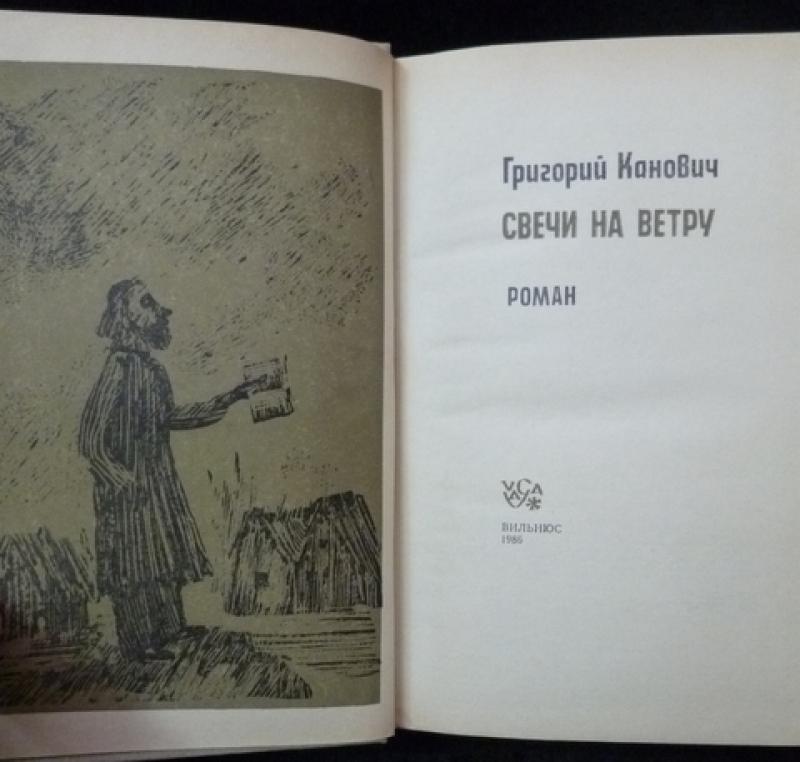 Григорий Канович
СВЕЧИ НА ВЕТРУ
РОМАН
ВИЛЬНЮС
1986